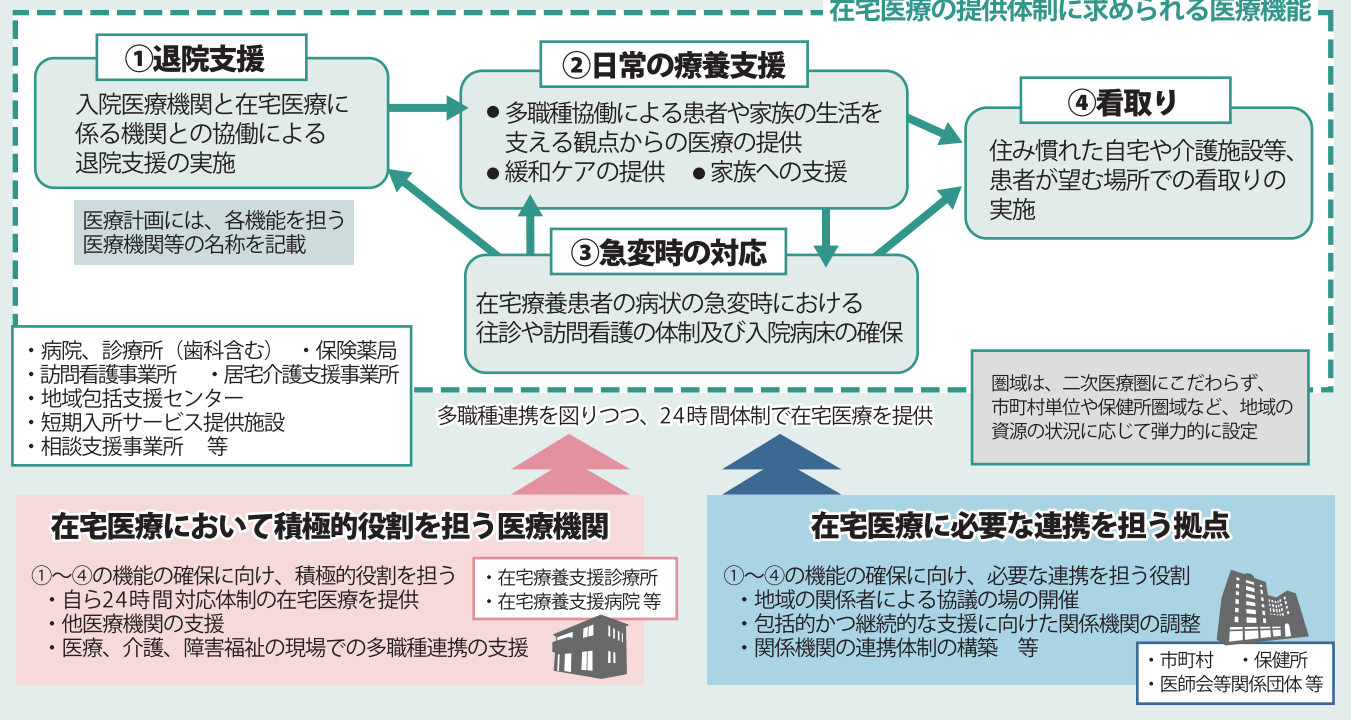 在宅医療の提供体制に求められる医療機能
①退院支援
入院医療機関と在宅医療に
係る機関との協働による
退院支援の実施
②日常の療養支援
● 多職種協働による患者や家族の生活を
支える観点からの医療の提供
● 緩和ケアの提供 ● 家族への支援
④看取り
住み慣れた自宅や介護施設等、
患者が望む場所での看取りの
実施
医療計画には、各機能を担う
医療機関等の名称を記載
③急変時の対応
在宅療養患者の病状の急変時における
往診や訪問看護の体制及び入院病床の確保
・病院、診療所（歯科含む） ・保険薬局
・訪問看護事業所 ・居宅介護支援事業所
・地域包括支援センター
・短期入所サービス提供施設
・相談支援事業所 等
圏域は、二次医療圏にこだわらず、
市町村単位や保健所圏域など、地域の
資源の状況に応じて弾力的に設定
多職種連携を図りつつ、24時間体制で在宅医療を提供
在宅医療において積極的役割を担う医療機関
①～④の機能の確保に向け、積極的役割を担う
・自ら24時間対応体制の在宅医療を提供
・他医療機関の支援
・医療、介護、障害福祉の現場での多職種連携の支援
・在宅療養支援診療所
・在宅療養支援病院 等
在宅医療に必要な連携を担う拠点
①～④の機能の確保に向け、必要な連携を担う役割
・地域の関係者による協議の場の開催
・包括的かつ継続的な支援に向けた関係機関の調整
・関係機関の連携体制の構築 等
・市町村 ・保健所
・医師会等関係団体 等